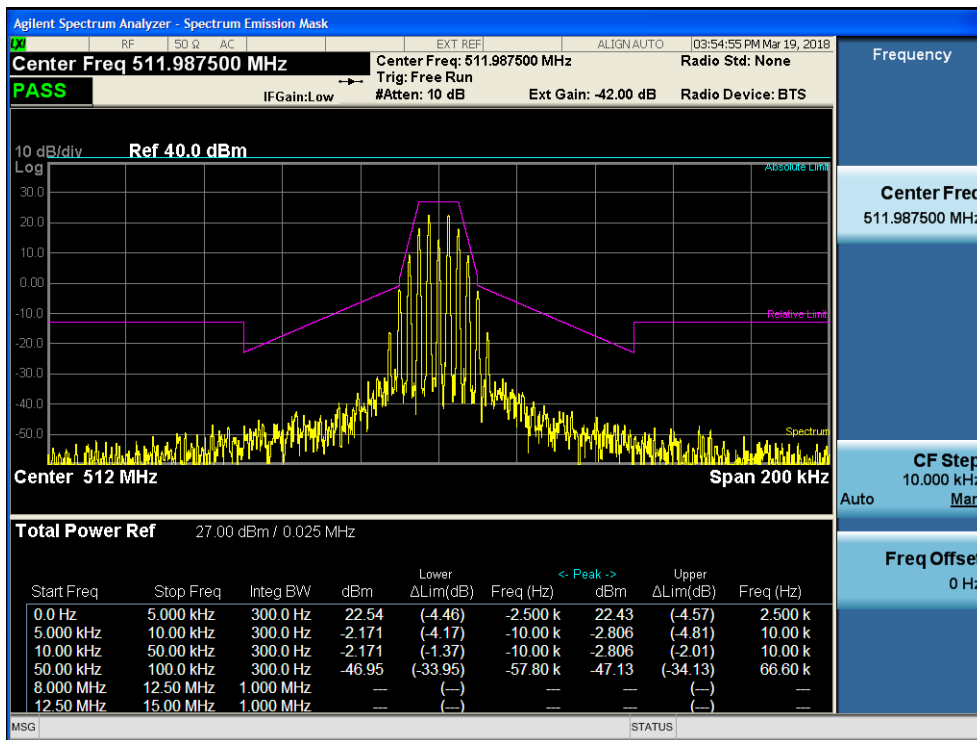 Agilent Spectrum Analyzer - Spectrum Emission Mask
LXI RF 50 Ω AC EXT REF ALIGN AUTO 03:54:55 PM Mar 19, 2018
Center Freq 511.987500 MHz
Center Freq: 511.987500 MHz Radio Std: None
Trig: Free Run
PASS IFGain:Low #Atten: 10 dB Ext Gain: -42.00 dB Radio Device: BTS
10 dB/div Ref 40.0 dBm
Log
Absolute Limit
30.0
20.0
10.0
0.00
-10.0
Relative Limit
-20.0
-30.0
-40.0
-50.0
Spectrum
Center 512 MHz Span 200 kHz
Total Power Ref 27.00 dBm / 0.025 MHz
Lower <- Peak -> Upper
Start Freq Stop Freq Integ BW dBm ΔLim(dB) Freq (Hz) dBm ΔLim(dB) Freq (Hz)
0.0 Hz 5.000 kHz 300.0 Hz 22.54 (-4.46) -2.500 k 22.43 (-4.57) 2.500 k
5.000 kHz 10.00 kHz 300.0 Hz -2.171 (-4.17) -10.00 k -2.806 (-4.81) 10.00 k
10.00 kHz 50.00 kHz 300.0 Hz -2.171 (-1.37) -10.00 k -2.806 (-2.01) 10.00 k
50.00 kHz 100.0 kHz 300.0 Hz -46.95 (-33.95) -57.80 k -47.13 (-34.13) 66.60 k
8.000 MHz 12.50 MHz 1.000 MHz --- (---) --- --- (---) ---
12.50 MHz 15.00 MHz 1.000 MHz --- (---) --- --- (---) ---
MSG STATUS
Frequency
Center Freq
511.987500 MHz
CF Step
10.000 kHz
Auto Man
Freq Offset
0 Hz